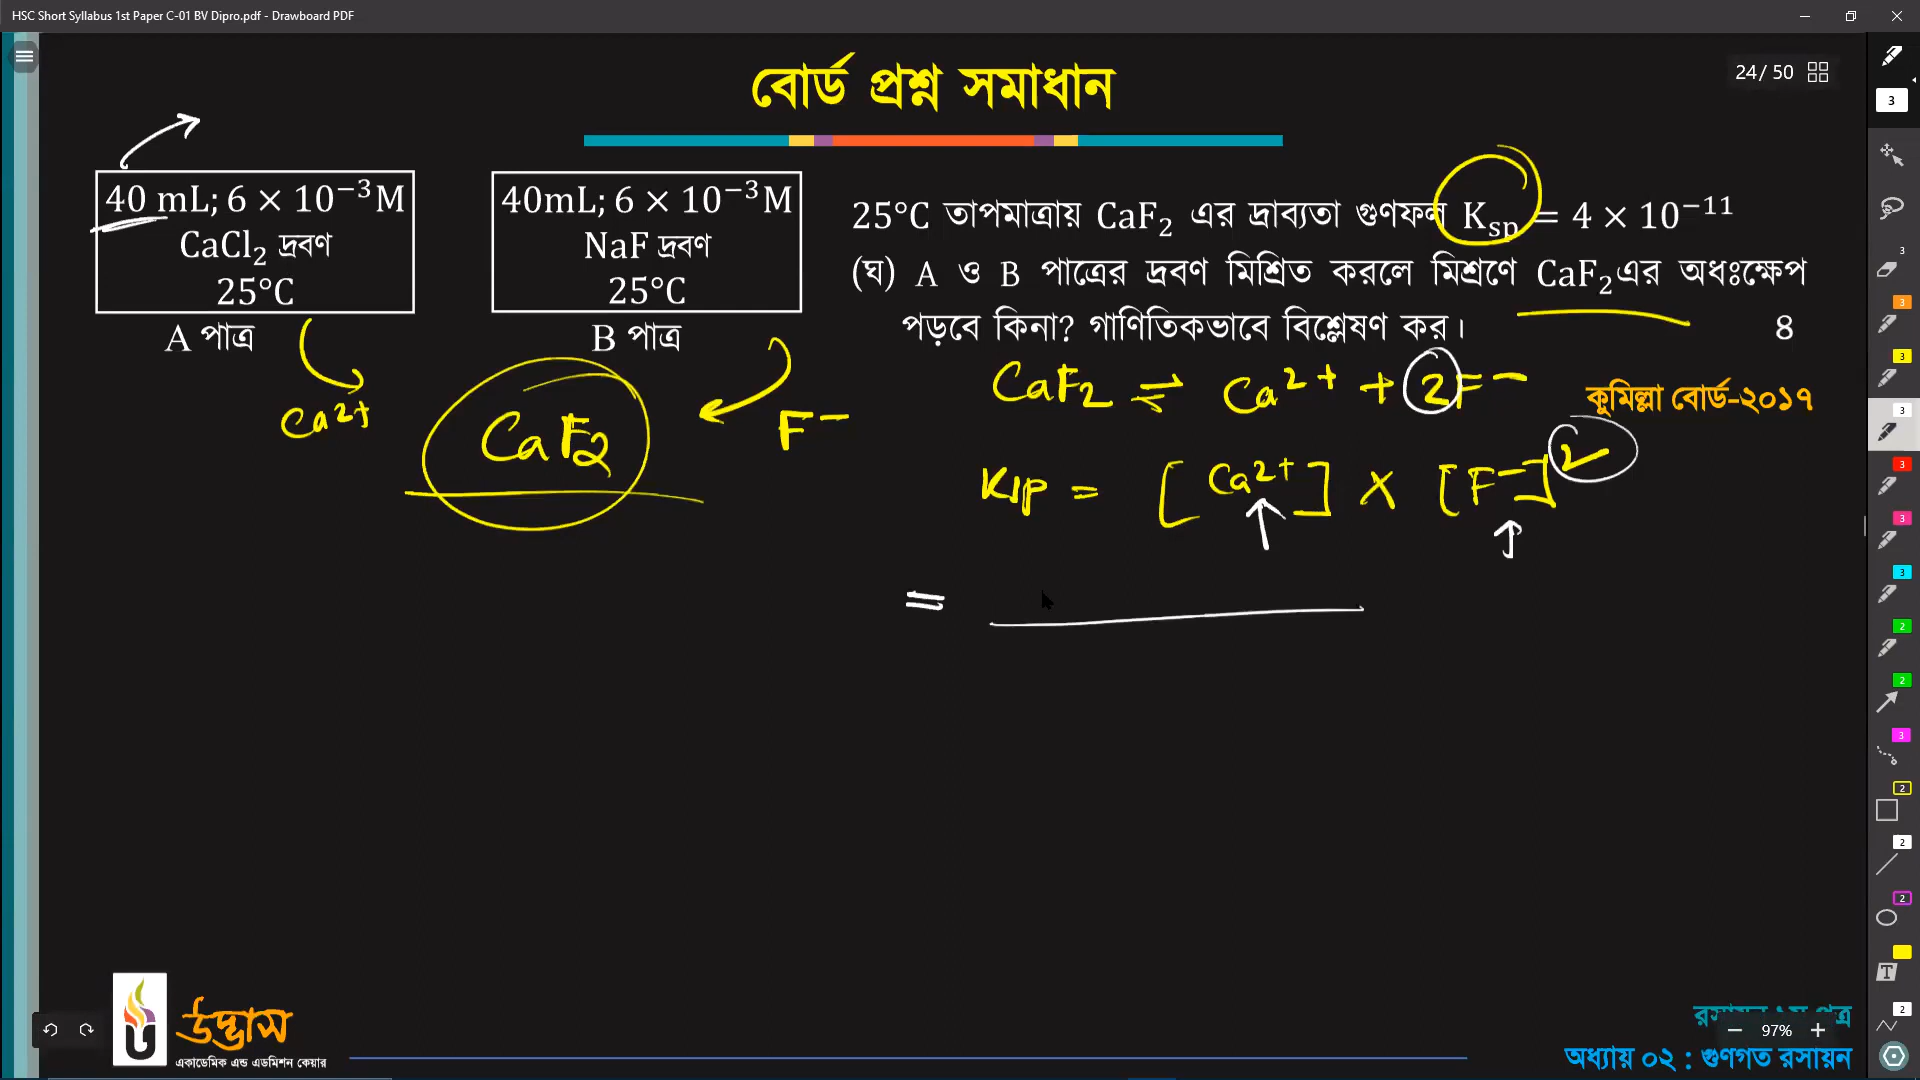 HSC Short Syllabus 1st Paper C-01 BV Dipro.pdf - Drawboard PDF
বোর্ড প্রশ্ন সমাধান
24 / 50
40 mL; 6 × 10⁻³M
CaCl₂ দ্রবণ
25°C
A পাত্র
40mL; 6 × 10⁻³M
NaF দ্রবণ
25°C
B পাত্র
25°C তাপমাত্রায় CaF₂ এর দ্রাব্যতা গুণফল Kₛₚ = 4 × 10⁻¹¹
(ঘ) A ও B পাত্রের দ্রবণ মিশ্রিত করলে মিশ্রণে CaF₂এর অধঃক্ষেপ
পড়বে কিনা? গাণিতিকভাবে বিশ্লেষণ কর। 8
কুমিল্লা বোর্ড-২০১৭
Ca²⁺
CaF₂
F⁻
CaF₂ ⇌ Ca²⁺ + 2F⁻
Ksp = [Ca²⁺] × [F⁻]²
=
উদ্ভাস
একাডেমিক এন্ড এডমিশন কেয়ার
97%
অধ্যায় ০২ : গুণগত রসায়ন